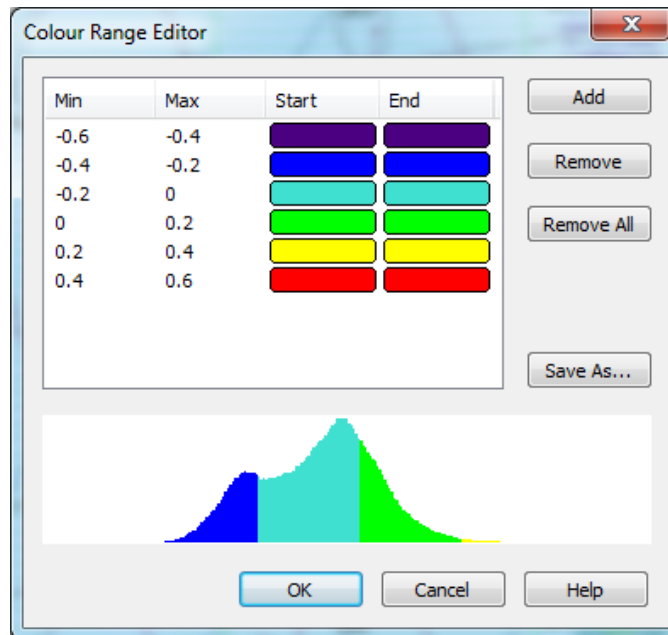 Colour Range Editor
Min Max Start End
-0.6 -0.4
-0.4 -0.2
-0.2 0
0 0.2
0.2 0.4
0.4 0.6
Add
Remove
Remove All
Save As...
OK Cancel Help